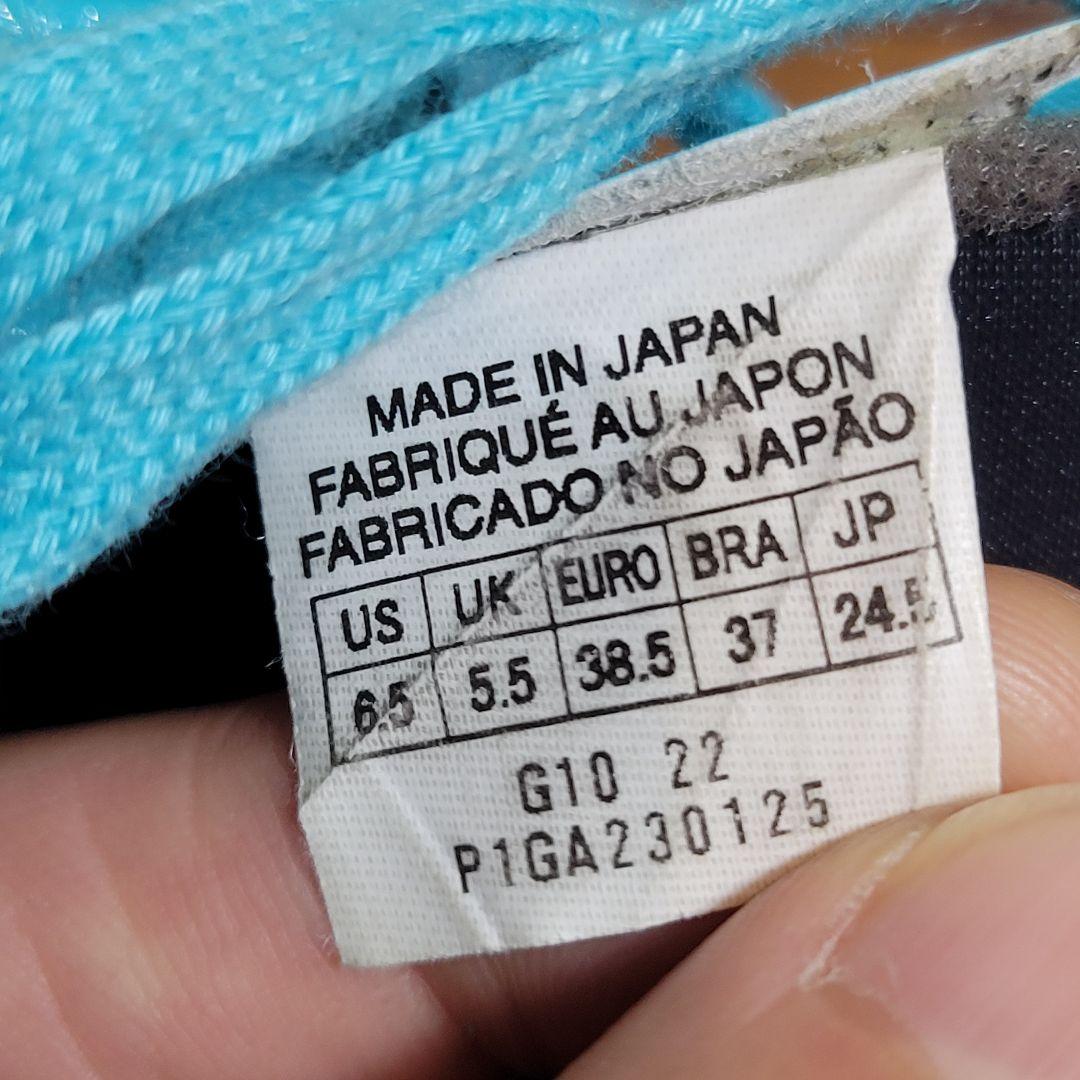 MADE IN JAPAN
FABRIQUÉ AU JAPON
FABRICADO NO JAPÃO
US UK EURO BRA JP
6.5 5.5 38.5 37 24.5
G10 22
P1GA230125